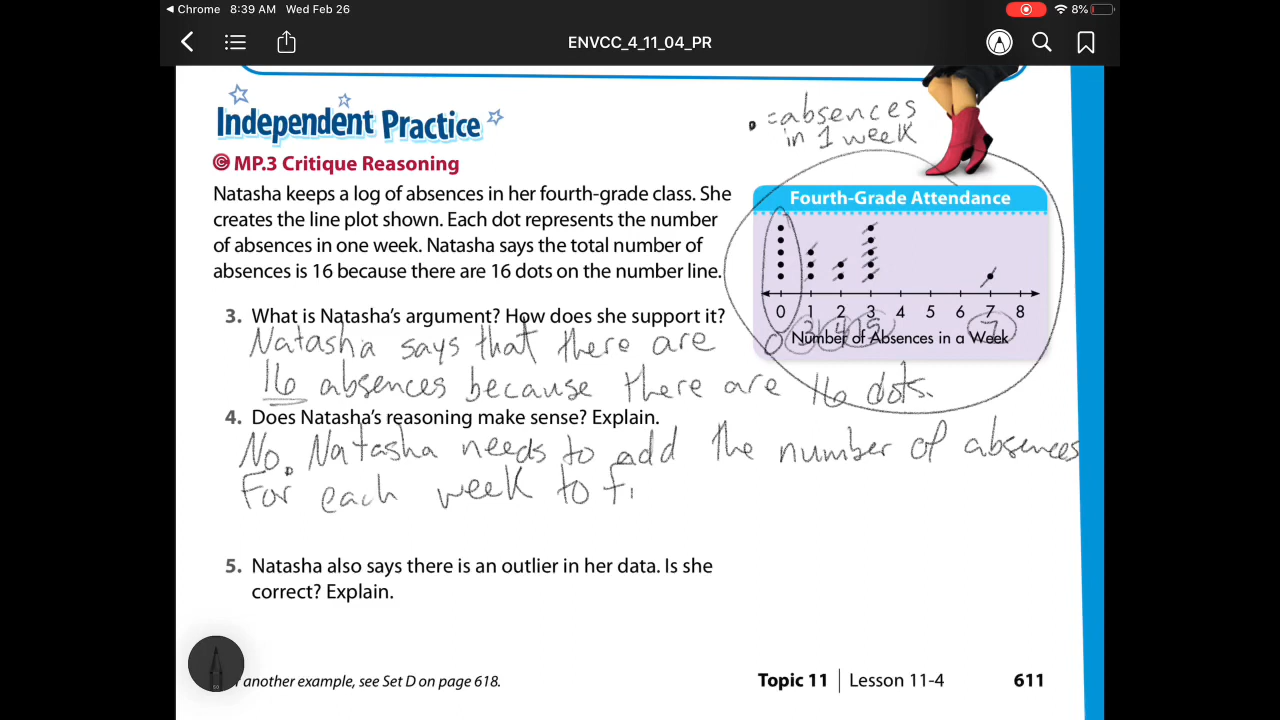 Chrome 8:39 AM Wed Feb 26 8%
ENVCC_4_11_04_PR
Independent Practice
= absences
in 1 week
MP.3 Critique Reasoning
Natasha keeps a log of absences in her fourth-grade class. She
creates the line plot shown. Each dot represents the number
of absences in one week. Natasha says the total number of
absences is 16 because there are 16 dots on the number line.
Fourth-Grade Attendance
0 1 2 3 4 5 6 7 8
0 3 4 15 7
Number of Absences in a Week
3. What is Natasha's argument? How does she support it?
Natasha says that there are
16 absences because there are 16 dots.
4. Does Natasha's reasoning make sense? Explain.
No. Natasha needs to add the number of absences
For each week to fi
5. Natasha also says there is an outlier in her data. Is she
correct? Explain.
another example, see Set D on page 618.
Topic 11 Lesson 11-4 611